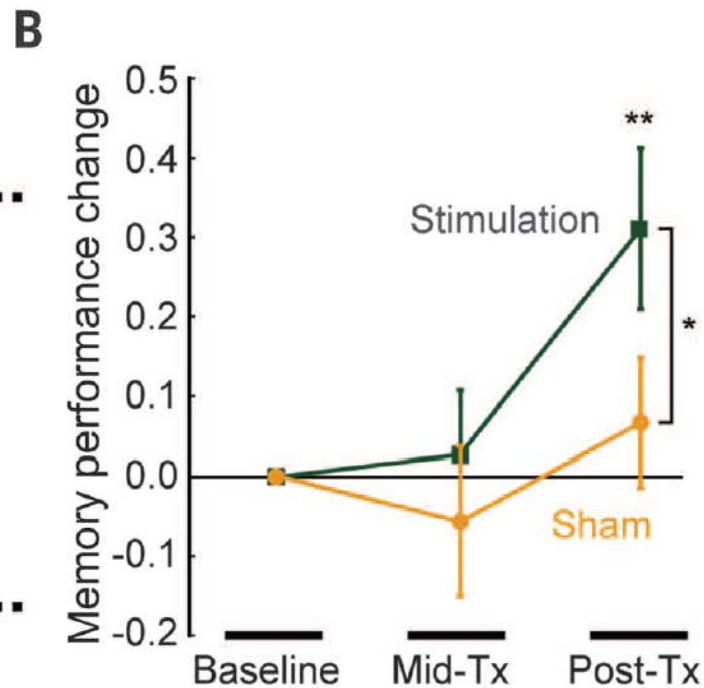 B
Memory performance change
0.5
0.4
0.3
0.2
0.1
0.0
-0.1
-0.2
**
Stimulation
*
Sham
Baseline Mid-Tx Post-Tx